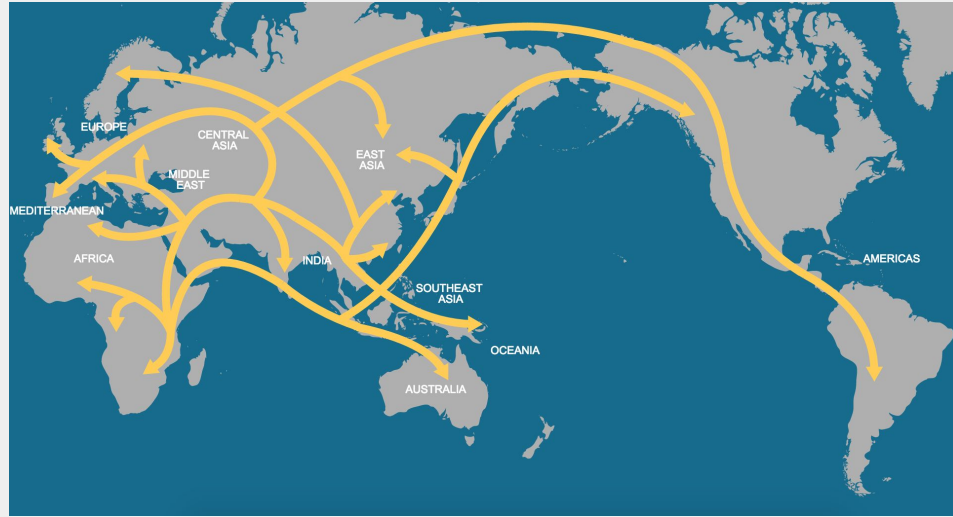 EUROPE
CENTRAL
ASIA
EAST
ASIA
MIDDLE
EAST
MEDITERRANEAN
AFRICA
INDIA
AMERICAS
SOUTHEAST
ASIA
OCEANIA
AUSTRALIA